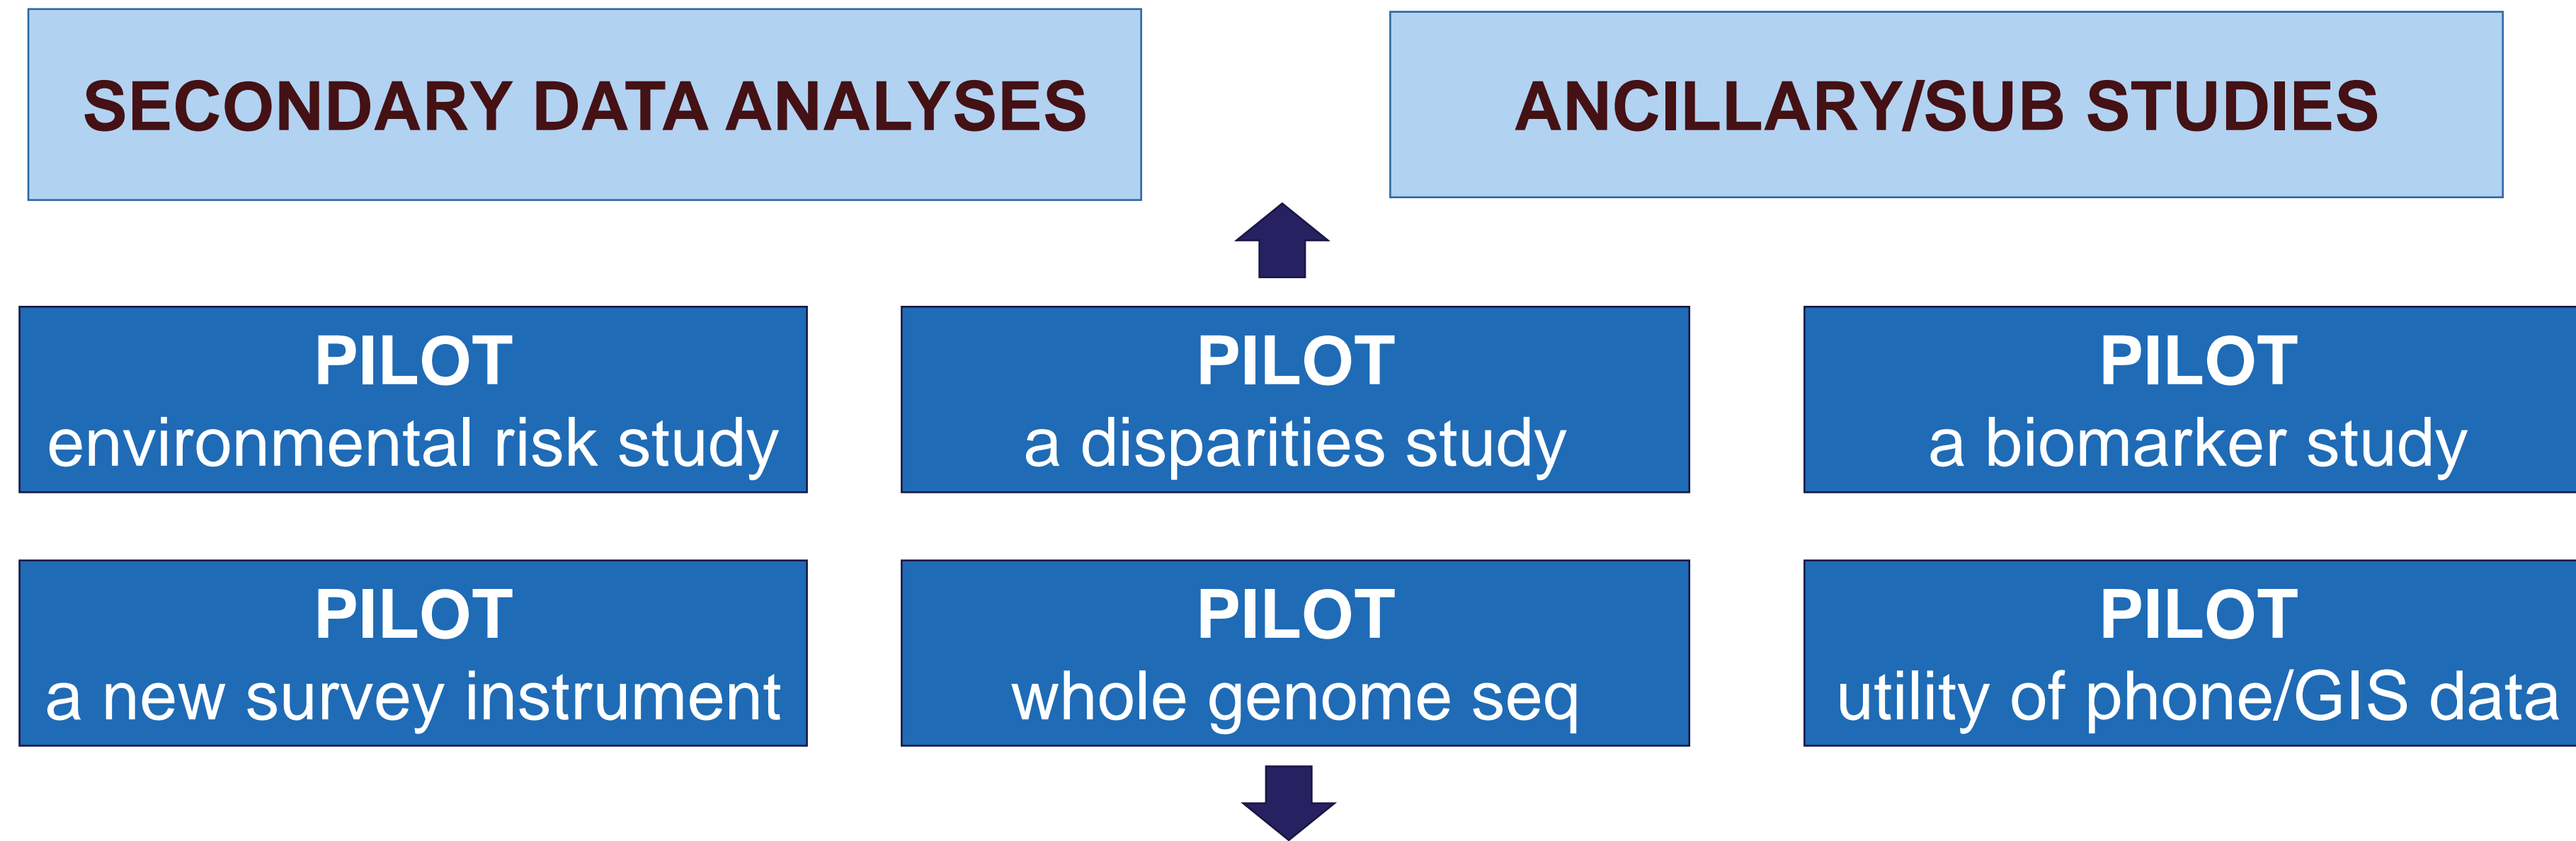 SECONDARY DATA ANALYSES
ANCILLARY/SUB STUDIES
PILOT
environmental risk study
PILOT
a disparities study
PILOT
a biomarker study
PILOT
a new survey instrument
PILOT
whole genome seq
PILOT
utility of phone/GIS data